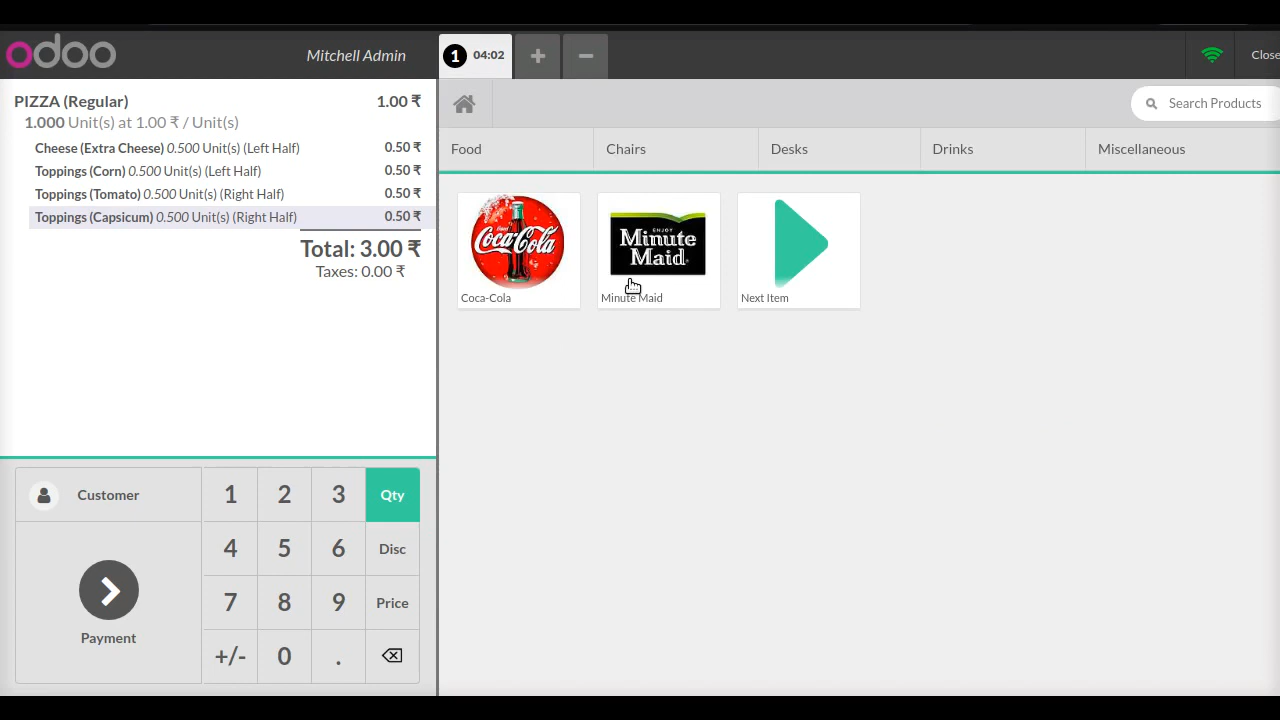 odoo
Mitchell Admin
1 04:02
Close
Search Products
PIZZA (Regular) 1.00 ₹
1.000 Unit(s) at 1.00 ₹ / Unit(s)
Cheese (Extra Cheese) 0.500 Unit(s) (Left Half) 0.50 ₹
Toppings (Corn) 0.500 Unit(s) (Left Half) 0.50 ₹
Toppings (Tomato) 0.500 Unit(s) (Right Half) 0.50 ₹
Toppings (Capsicum) 0.500 Unit(s) (Right Half) 0.50 ₹
Total: 3.00 ₹
Taxes: 0.00 ₹
Food Chairs Desks Drinks Miscellaneous
Coca-Cola
ENJOY
Minute
Maid
Coca-Cola Minute Maid Next Item
Customer
Payment
1 2 3 Qty
4 5 6 Disc
7 8 9 Price
+/- 0 .